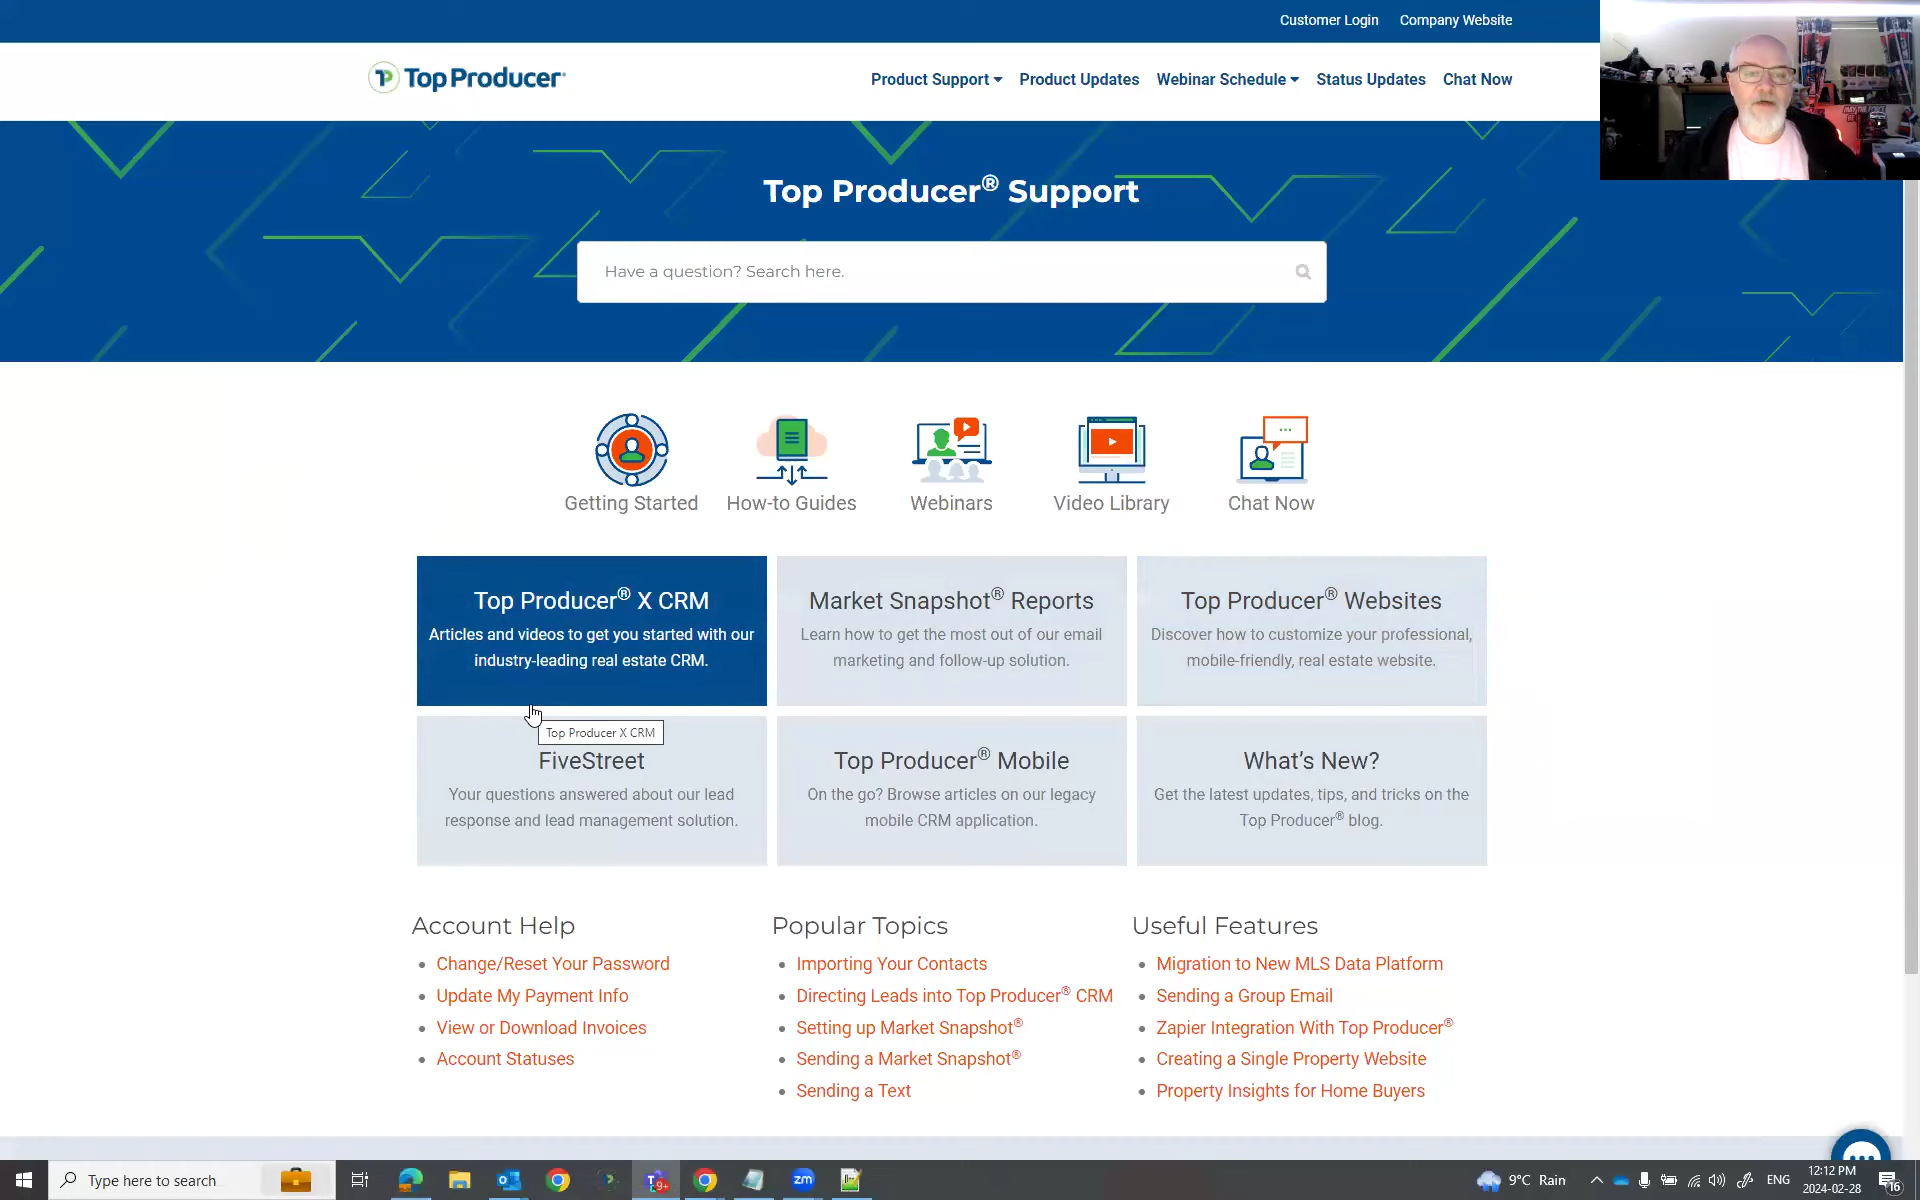 Customer Login Company Website
Top Producer®
Product Support Product Updates Webinar Schedule Status Updates Chat Now
Top Producer® Support
Have a question? Search here.
Getting Started How-to Guides Webinars Video Library Chat Now
Top Producer® X CRM
Articles and videos to get you started with our
industry-leading real estate CRM.
Market Snapshot® Reports
Learn how to get the most out of our email
marketing and follow-up solution.
Top Producer® Websites
Discover how to customize your professional,
mobile-friendly, real estate website.
Top Producer X CRM
FiveStreet
Your questions answered about our lead
response and lead management solution.
Top Producer® Mobile
On the go? Browse articles on our legacy
mobile CRM application.
What's New?
Get the latest updates, tips, and tricks on the
Top Producer® blog.
Account Help
Change/Reset Your Password
Update My Payment Info
View or Download Invoices
Account Statuses
Popular Topics
Importing Your Contacts
Directing Leads into Top Producer® CRM
Setting up Market Snapshot®
Sending a Market Snapshot®
Sending a Text
Useful Features
Migration to New MLS Data Platform
Sending a Group Email
Zapier Integration With Top Producer®
Creating a Single Property Website
Property Insights for Home Buyers
Type here to search
9+
zm
9°C Rain
ENG
12:12 PM
2024-02-28
16